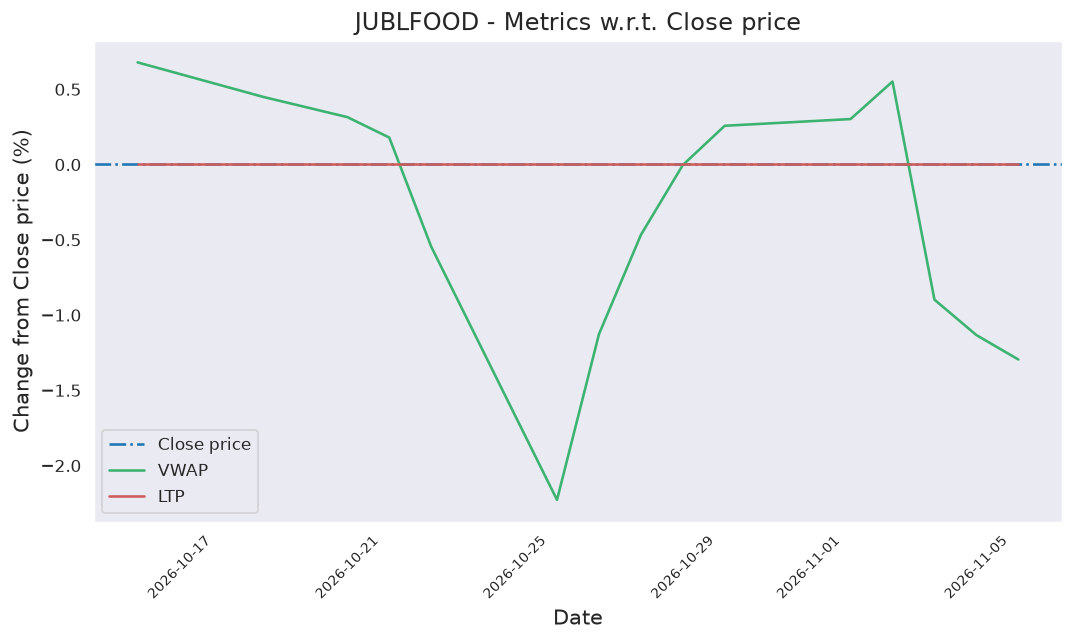 JUBLFOOD - Metrics w.r.t. Close price
Change from Close price (%)
0.5
0.0
−0.5
−1.0
−1.5
−2.0
Close price
VWAP
LTP
2026-10-17
2026-10-21
2026-10-25
2026-10-29
2026-11-01
2026-11-05
Date